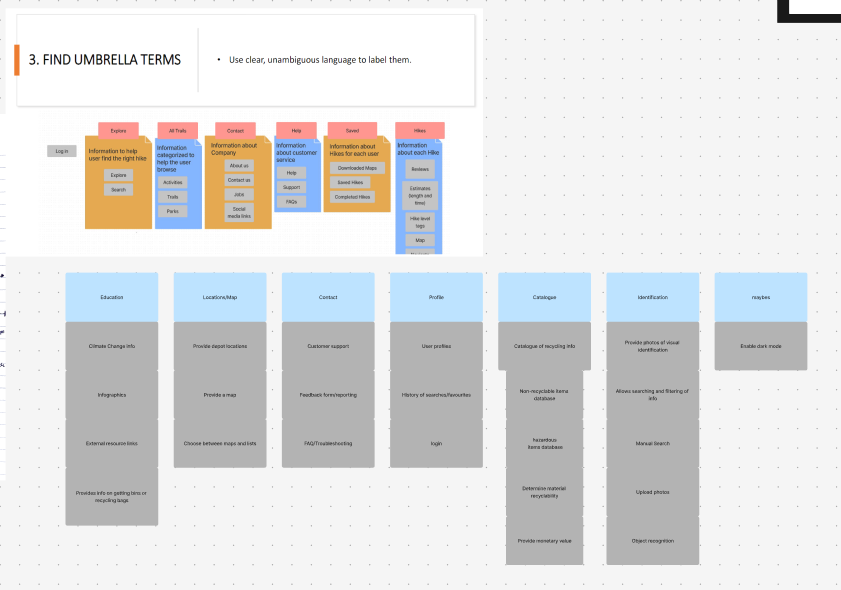 3. FIND UMBRELLA TERMS
• Use clear, unambiguous language to label them.
Log in
Explore
Information to help
user find the right hike
Explore
Search
All Trails
Information
categorized to
help the user
browse
Activities
Trails
Parks
Contact
Information about
Company
About us
Contact us
Jobs
Social
media links
Help
Information
about customer
service
Help
Support
FAQs
Saved
Information about
Hikes for each user
Downloaded Maps
Saved Hikes
Completed Hikes
Hikes
Information
about each Hike
Reviews
Estimates
(length and
time)
Hike level
tags
Map
Education
Climate Change Info
Infographics
External resource links
Provides info on getting bins or
recycling bags
Locations/Map
Provide depot locations
Provide a map
Choose between maps and lists
Contact
Customer support
Feedback form/reporting
FAQ/Troubleshooting
Profile
User profiles
History of searches/favourites
login
Catalogue
Catalogue of recycling info
Non-recyclable items
database
hazardous
items database
Determine material
recyclability
Provide monetary value
Identification
Provide photos of visual
identification
Allows searching and filtering of
info
Manual Search
Upload photos
Object recognition
maybes
Enable dark mode